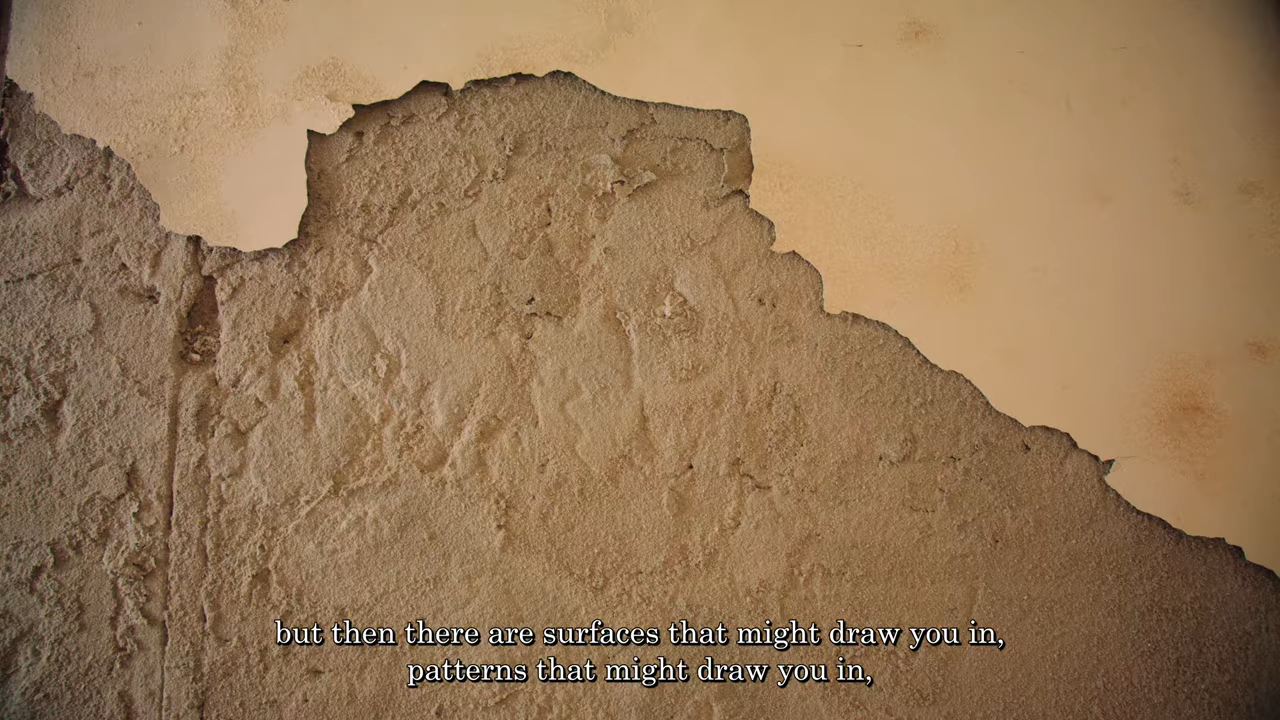 but then there are surfaces that might draw you in,
patterns that might draw you in,